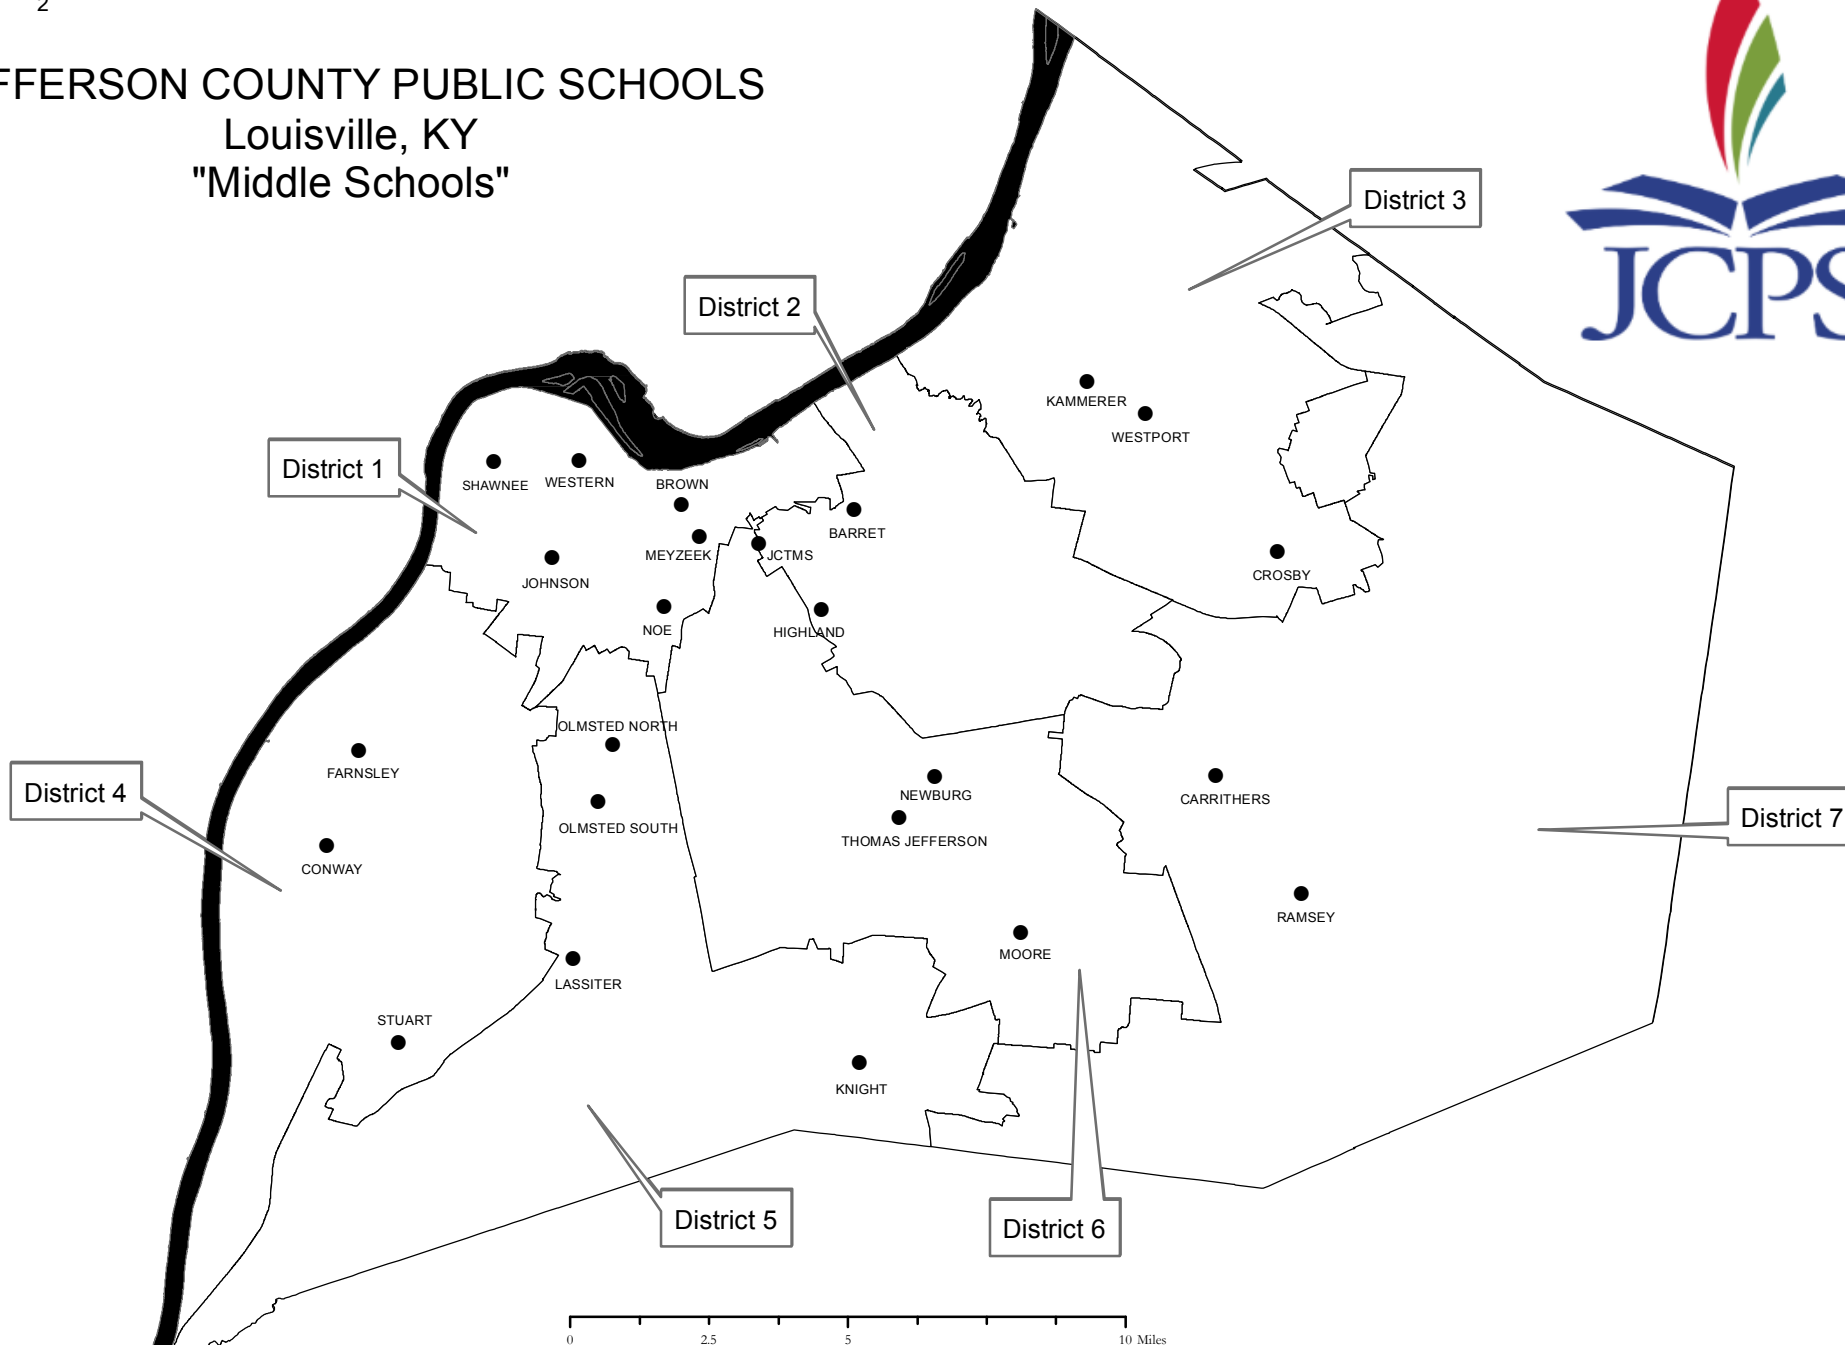 2
FFERSON COUNTY PUBLIC SCHOOLS
Louisville, KY
"Middle Schools"
JCPS
District 3
District 2
KAMMERER
WESTPORT
District 1
SHAWNEE
WESTERN
BROWN
BARRET
MEYZEEK
JCTMS
JOHNSON
CROSBY
NOE
HIGHLAND
OLMSTED NORTH
FARNSLEY
District 4
NEWBURG
CARRITHERS
District 7
OLMSTED SOUTH
THOMAS JEFFERSON
CONWAY
RAMSEY
MOORE
LASSITER
STUART
KNIGHT
District 5
District 6
0 2.5 5 10 Miles